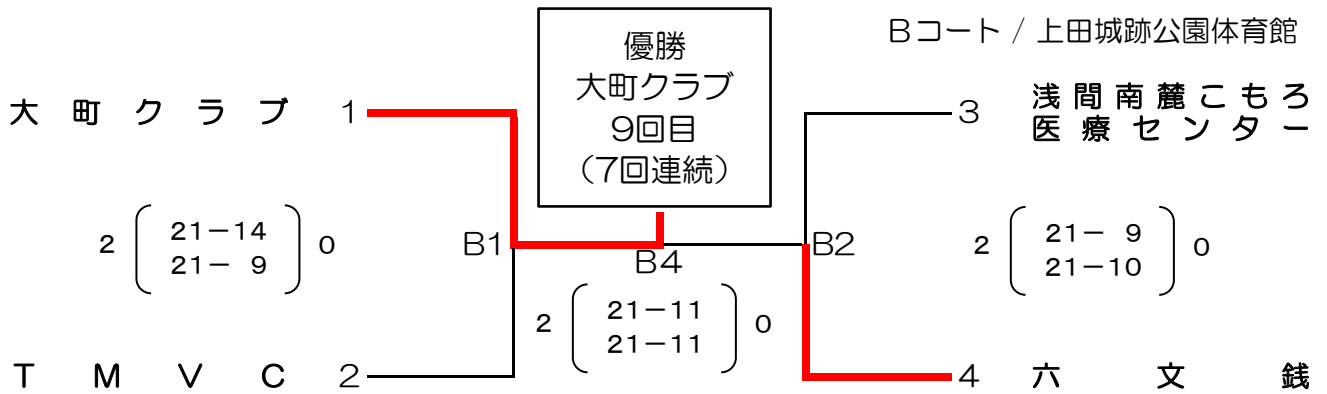 Bコート / 上田城跡公園体育館
優勝
大町クラブ
9回目
(7回連続)
大町クラブ 1
3 浅間南麓こもろ
医療センター
2 21-14 0
21- 9
B1
B4
B2
2 21- 9 0
21-10
2 21-11 0
21-11
TMVC 2
4 六文銭